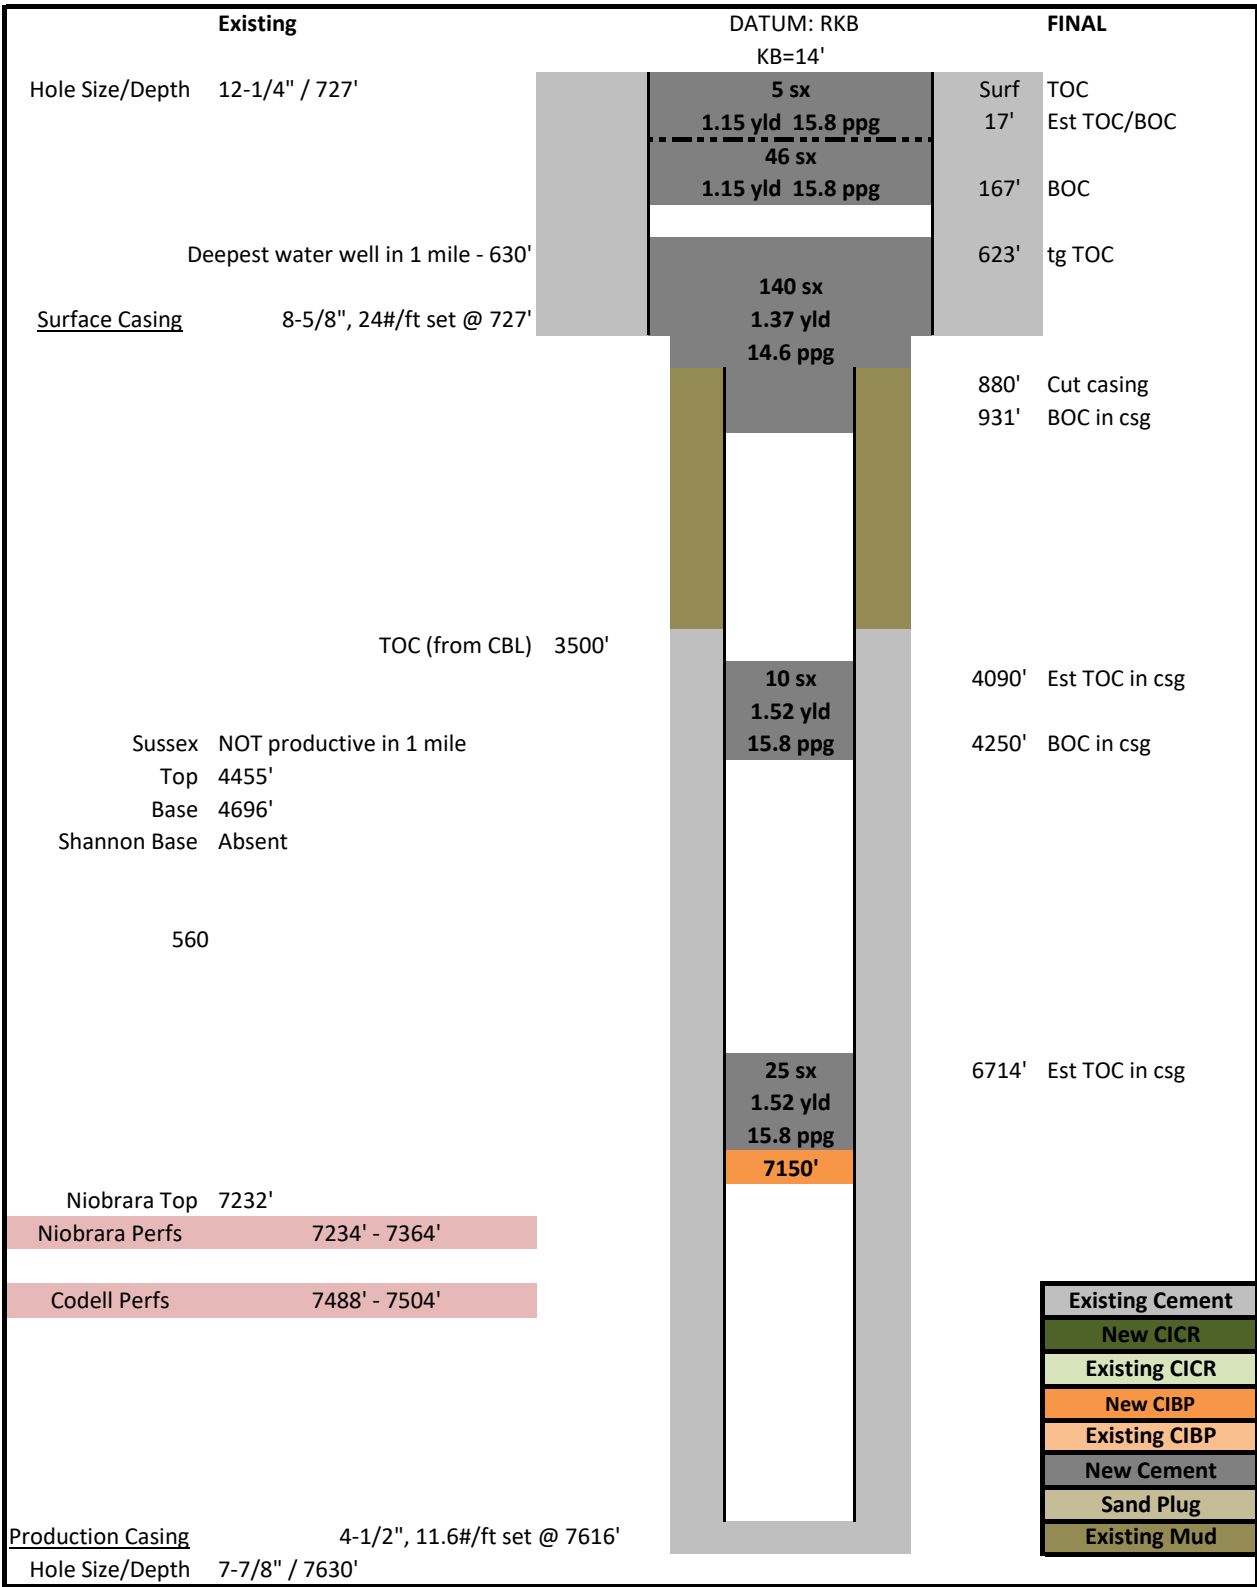 Existing DATUM: RKB FINAL
KB=14'
Hole Size/Depth 12-1/4" / 727' 5 sx Surf TOC
1.15 yld 15.8 ppg 17' Est TOC/BOC
46 sx
1.15 yld 15.8 ppg 167' BOC
Deepest water well in 1 mile - 630' 623' tg TOC
140 sx
Surface Casing 8-5/8", 24#/ft set @ 727' 1.37 yld
14.6 ppg
880' Cut casing
931' BOC in csg
TOC (from CBL) 3500'
10 sx 4090' Est TOC in csg
1.52 yld
Sussex NOT productive in 1 mile 15.8 ppg 4250' BOC in csg
Top 4455'
Base 4696'
Shannon Base Absent
560
25 sx 6714' Est TOC in csg
1.52 yld
15.8 ppg
7150'
Niobrara Top 7232'
Niobrara Perfs 7234' - 7364'
Codell Perfs 7488' - 7504' Existing Cement
New CICR
Existing CICR
New CIBP
Existing CIBP
New Cement
Sand Plug
Production Casing 4-1/2", 11.6#/ft set @ 7616' Existing Mud
Hole Size/Depth 7-7/8" / 7630'